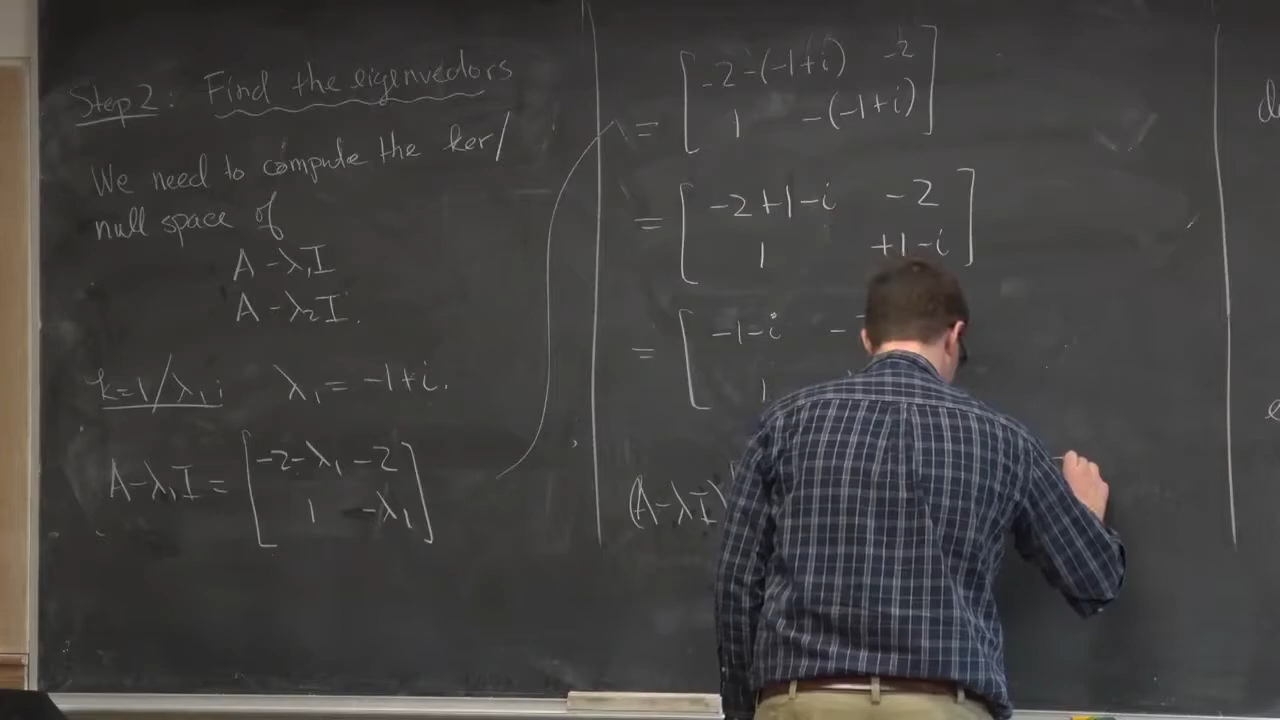 Step 2: Find the eigenvectors
We need to compute the ker/
null space of
A - λ₁I
A - λ₂I.
k=1/λ₁: λ₁ = -1+i.
A-λ₁I = [ -2-λ₁ -2
1 -λ₁ ]
= [ -2-(-1+i) -2
1 -(-1+i) ]
= [ -2+1-i -2
1 +1-i ]
= [ -1-i -
1
(A-λI)